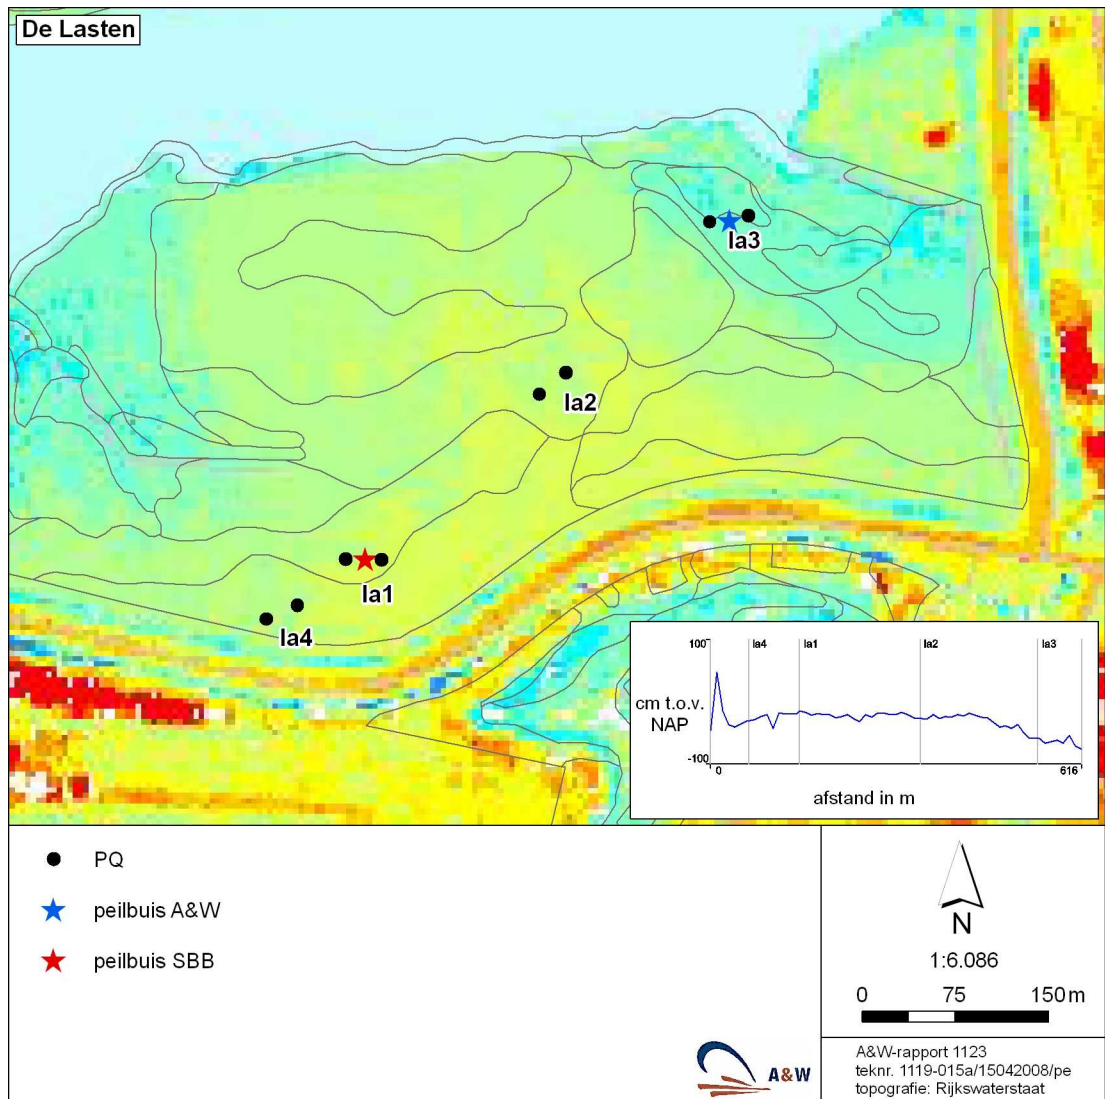 De Lasten
la3
la2
la1
la4
100
la4
la1
la2
la3
cm t.o.v.
NAP
-100
0
616
afstand in m
PQ
peilbuis A&W
peilbuis SBB
N
1:6.086
0 75 150 m
A&W
A&W-rapport 1123
teknr. 1119-015a/15042008/pe
topografie: Rijkswaterstaat